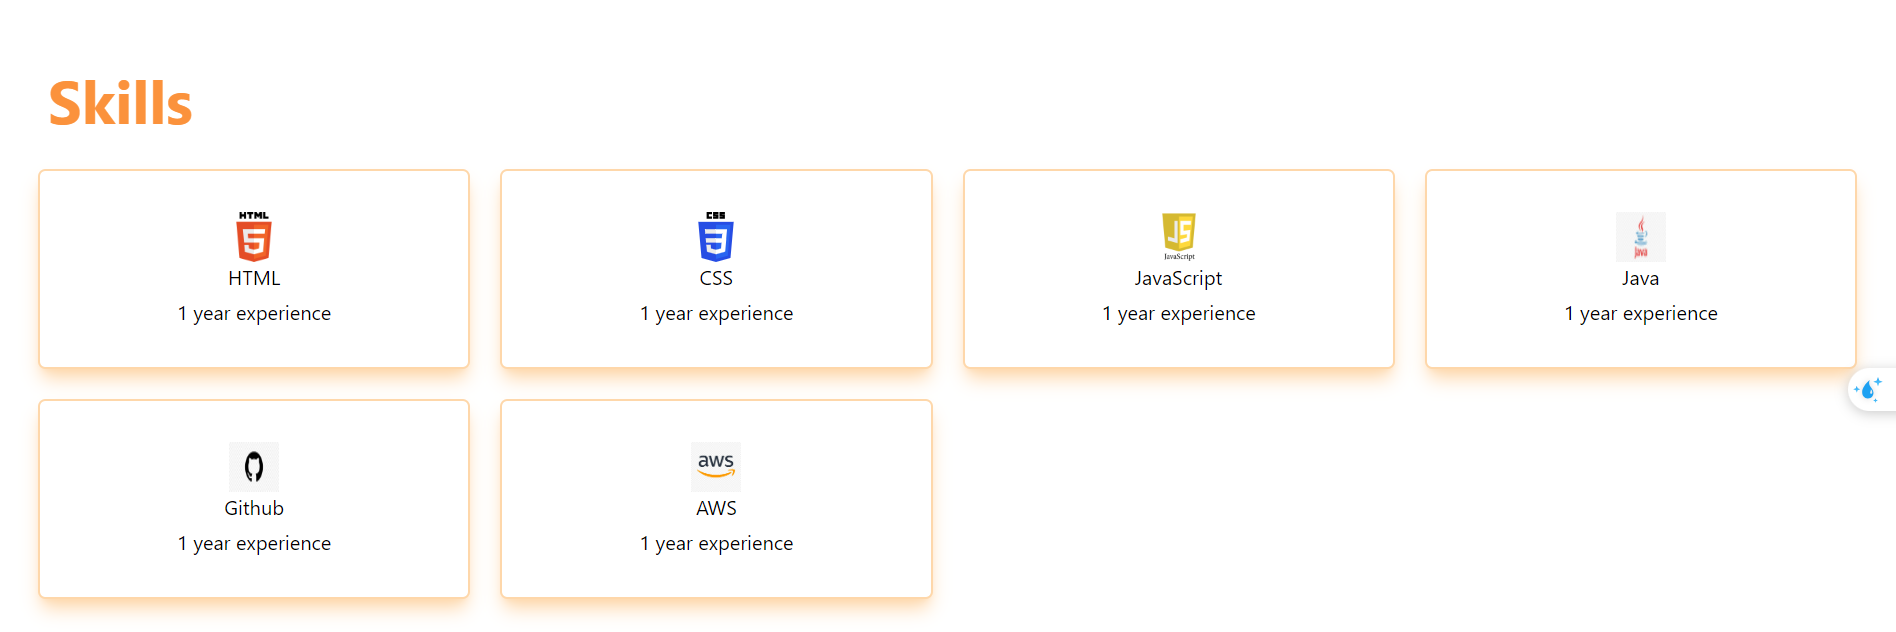 Skills
HTML
HTML
1 year experience
CSS
CSS
1 year experience
JS
JavaScript
JavaScript
1 year experience
Java
Java
1 year experience
Github
1 year experience
aws
AWS
1 year experience